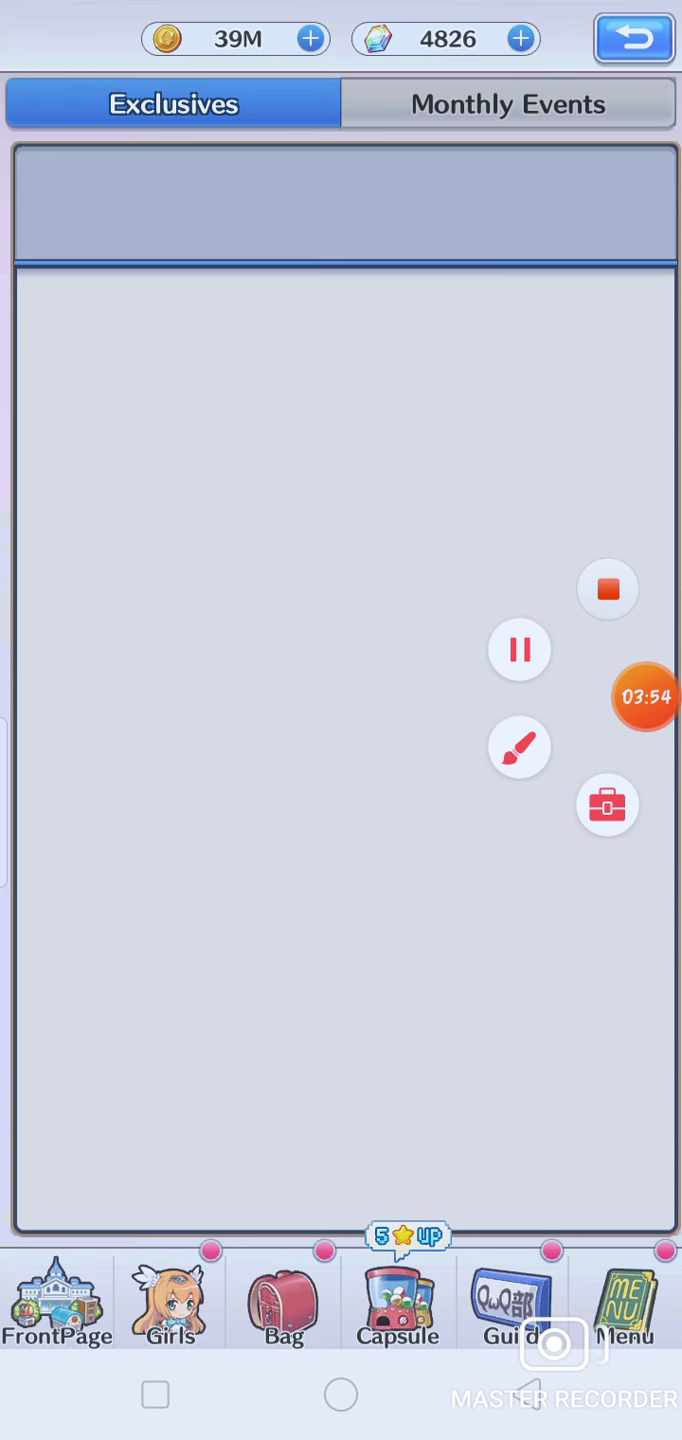 39M
4826
Exclusives
Monthly Events
03:54
5 UP
QwQ部
MENU
FrontPage
Girls
Bag
Capsule
Guild
Menu
MASTER RECORDER